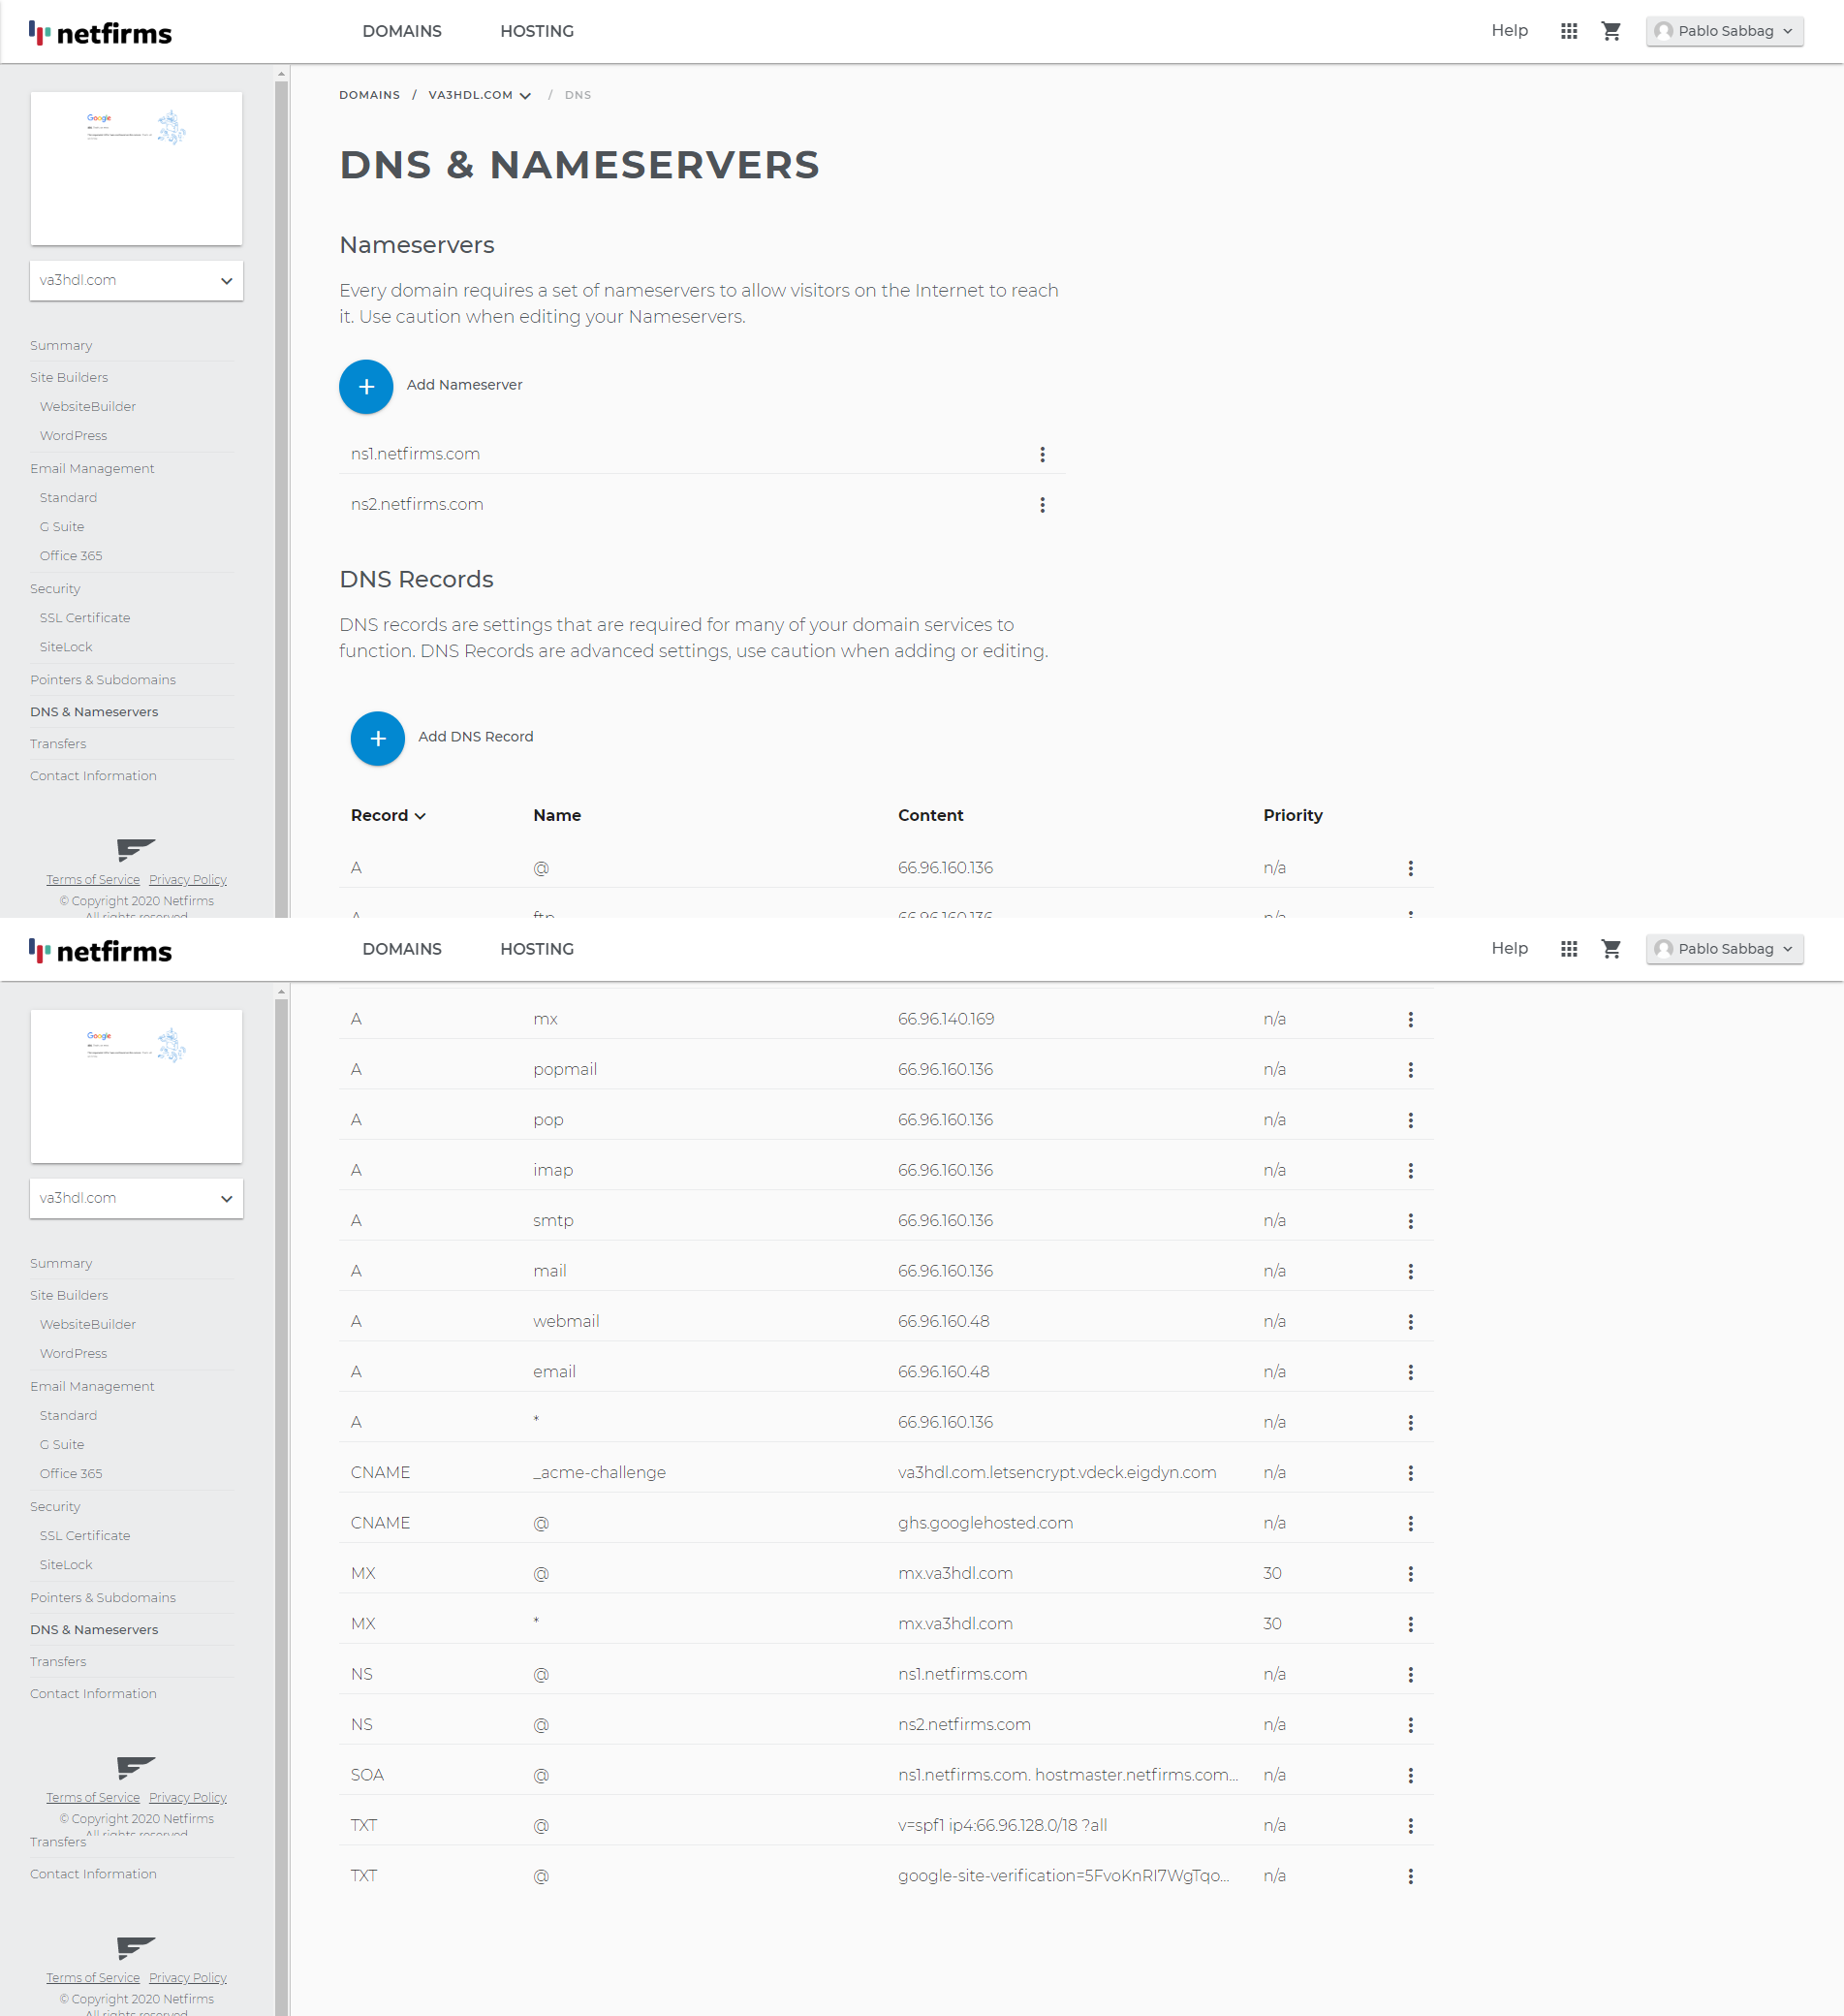 netfirms DOMAINS HOSTING Help Pablo Sabbag
DOMAINS / VA3HDL.COM / DNS
Google
DNS & NAMESERVERS
va3hdl.com
Summary
Site Builders
WebsiteBuilder
WordPress
Email Management
Standard
G Suite
Office 365
Security
SSL Certificate
SiteLock
Pointers & Subdomains
DNS & Nameservers
Transfers
Contact Information
Terms of Service Privacy Policy
© Copyright 2020 Netfirms
All rights reserved
Nameservers
Every domain requires a set of nameservers to allow visitors on the Internet to reach
it. Use caution when editing your Nameservers.
+ Add Nameserver
ns1.netfirms.com
ns2.netfirms.com
DNS Records
DNS records are settings that are required for many of your domain services to
function. DNS Records are advanced settings, use caution when adding or editing.
+ Add DNS Record
Record Name Content Priority
A @ 66.96.160.136 n/a
A ftp 66.96.160.136 n/a
netfirms DOMAINS HOSTING Help Pablo Sabbag
Google
va3hdl.com
Summary
Site Builders
WebsiteBuilder
WordPress
Email Management
Standard
G Suite
Office 365
Security
SSL Certificate
SiteLock
Pointers & Subdomains
DNS & Nameservers
Transfers
Contact Information
Terms of Service Privacy Policy
© Copyright 2020 Netfirms
All rights reserved
Transfers
Contact Information
Terms of Service Privacy Policy
© Copyright 2020 Netfirms
All rights reserved
A mx 66.96.140.169 n/a
A popmail 66.96.160.136 n/a
A pop 66.96.160.136 n/a
A imap 66.96.160.136 n/a
A smtp 66.96.160.136 n/a
A mail 66.96.160.136 n/a
A webmail 66.96.160.48 n/a
A email 66.96.160.48 n/a
A * 66.96.160.136 n/a
CNAME _acme-challenge va3hdl.com.letsencrypt.vdeck.eigdyn.com n/a
CNAME @ ghs.googlehosted.com n/a
MX @ mx.va3hdl.com 30
MX * mx.va3hdl.com 30
NS @ ns1.netfirms.com n/a
NS @ ns2.netfirms.com n/a
SOA @ ns1.netfirms.com. hostmaster.netfirms.com... n/a
TXT @ v=spf1 ip4:66.96.128.0/18 ?all n/a
TXT @ google-site-verification=5FvoKnRI7WgTqo... n/a